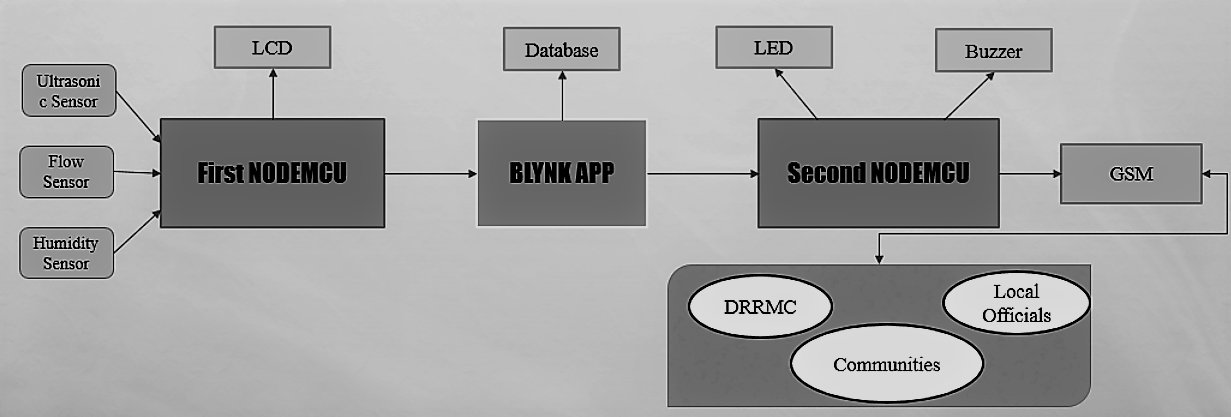 LCD
Database
LED
Buzzer
Ultrasoni
c Sensor
Flow
Sensor
Humidity
Sensor
First NODEMCU
BLYNK APP
Second NODEMCU
GSM
DRRMC
Local
Officials
Communities